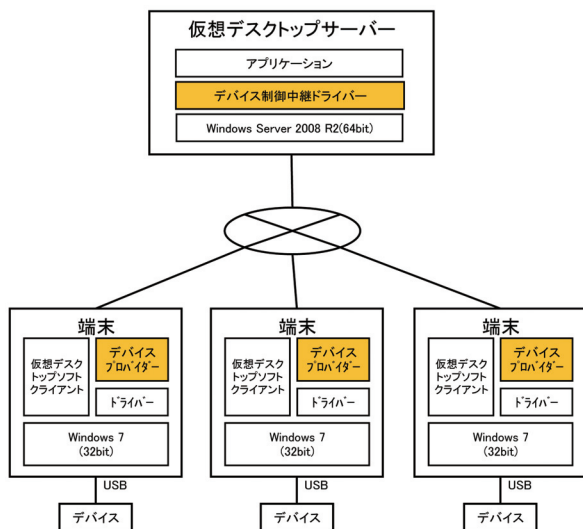 仮想デスクトップサーバー
アプリケーション
デバイス制御中継ドライバー
Windows Server 2008 R2(64bit)
端末
仮想デスク
トップソフト
クライアント
デバイス
プロバイダー
ドライバー
Windows 7
(32bit)
USB
デバイス
端末
仮想デスク
トップソフト
クライアント
デバイス
プロバイダー
ドライバー
Windows 7
(32bit)
USB
デバイス
端末
仮想デスク
トップソフト
クライアント
デバイス
プロバイダー
ドライバー
Windows 7
(32bit)
USB
デバイス